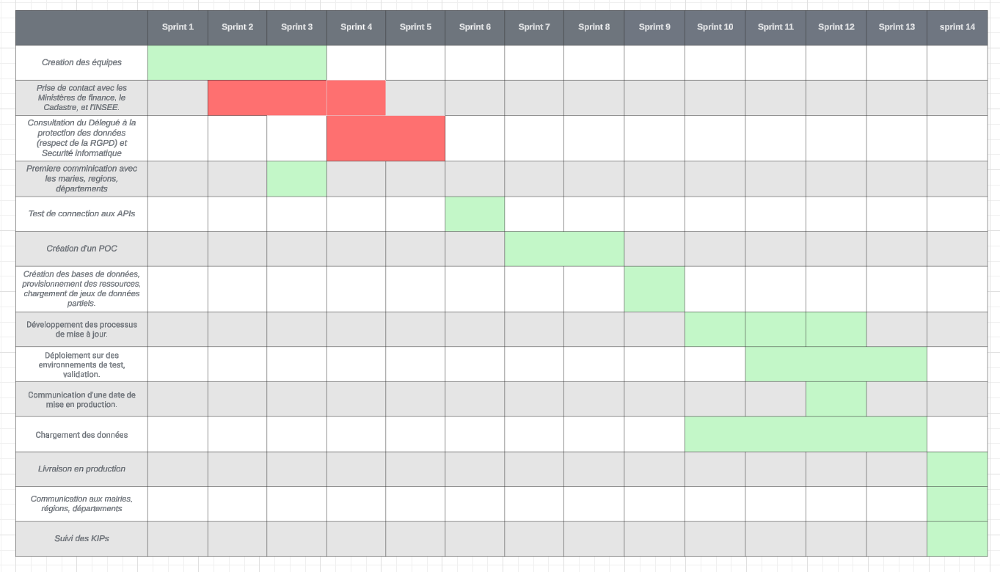 Sprint 1 Sprint 2 Sprint 3 Sprint 4 Sprint 5 Sprint 6 Sprint 7 Sprint 8 Sprint 9 Sprint 10 Sprint 11 Sprint 12 Sprint 13 sprint 14
Creation des équipes
Prise de contact avec les
Ministères de finance, le
Cadastre, et l'INSEE.
Consultation du Délegué à la
protection des données
(respect de la RGPD) et
Securité informatique
Premiere comminication avec
les maries, regions,
départements
Test de connection aux APIs
Création d'un POC
Création des bases de données,
provisionnement des ressources,
chargement de jeux de données
partiels.
Développement des processus
de mise à jour.
Déploiement sur des
environnements de test,
validation.
Communication d'une date de
mise en production.
Chargement des données
Livraison en production
Communication aux mairies,
régions, départements
Suivi des KIPs